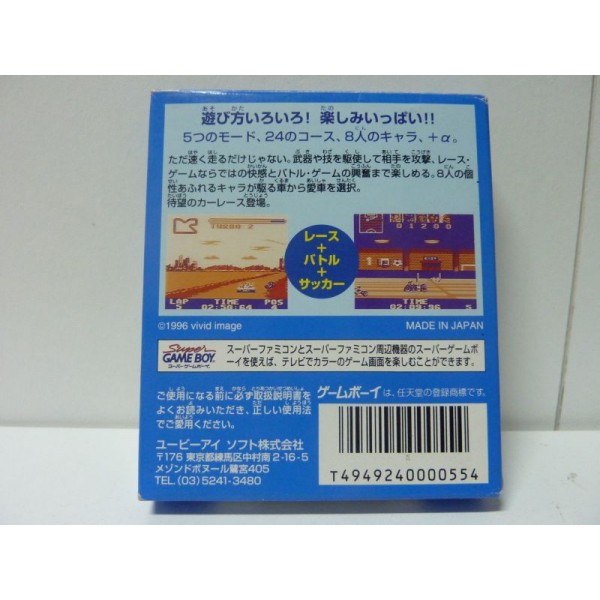 遊び方いろいろ! 楽しみいっぱい!!
5つのモード、24のコース、8人のキャラ、+α。
ただ速く走るだけじゃない。武器や技を駆使して相手を攻撃。レース・
ゲームならではの快感とバトル・ゲームの興奮まで楽しめる。8人の個
性あふれるキャラが駆る車から愛車を選択。
待望のカーレース登場。
レース
+
バトル
+
サッカー
LAP TIME POS
5 02:58:64 4
01200
TIME
02:09:96 5
©1996 vivid image
MADE IN JAPAN
Super
GAME BOY
スーパーゲームボーイ
スーパーファミコンとスーパーファミコン周辺機器のスーパーゲームボ
ーイを使えば、テレビでカラーのゲーム画面を楽しむことができます。
ご使用になる前に必ず取扱説明書を
よくお読みいただき、正しい使用法
でご愛用ください。
ゲームボーイは、任天堂の登録商標です。
ユービーアイ ソフト株式会社
〒176 東京都練馬区中村南2-16-5
メゾンドボヌール鷺宮405
TEL.(03)5241-3480
T4949240000554